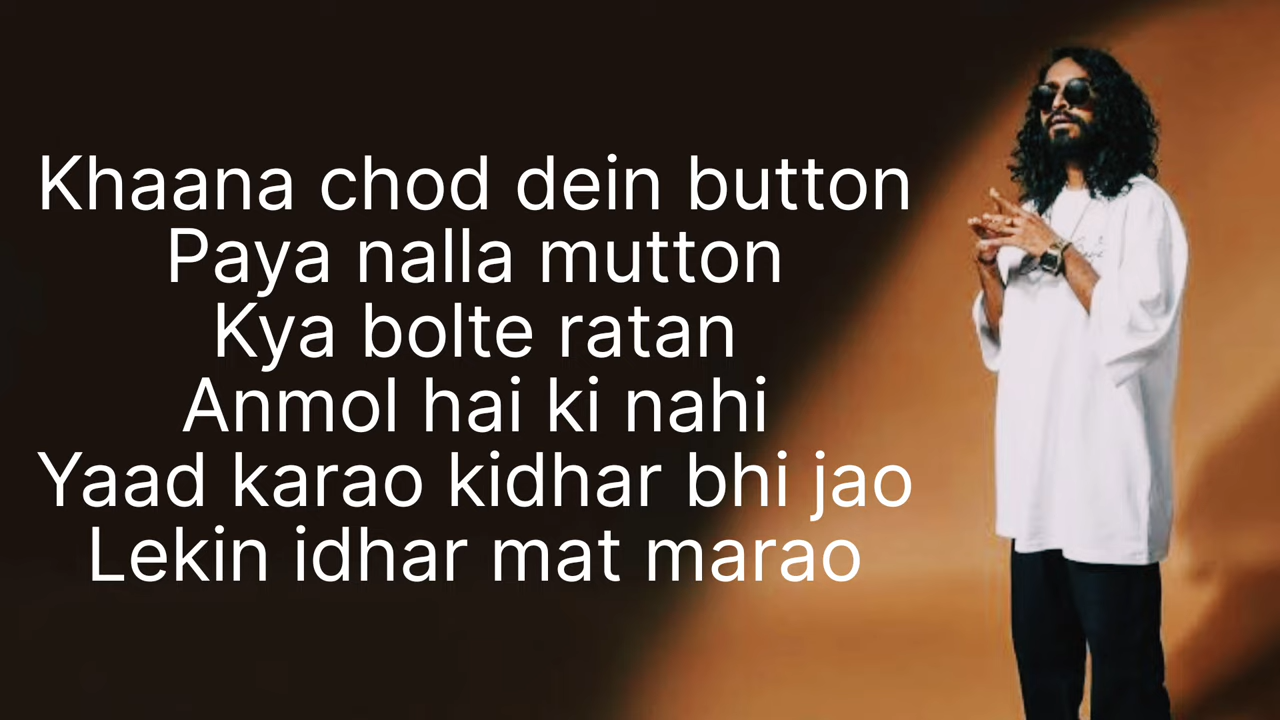 Khaana chod dein button
Paya nalla mutton
Kya bolte ratan
Anmol hai ki nahi
Yaad karao kidhar bhi jao
Lekin idhar mat marao